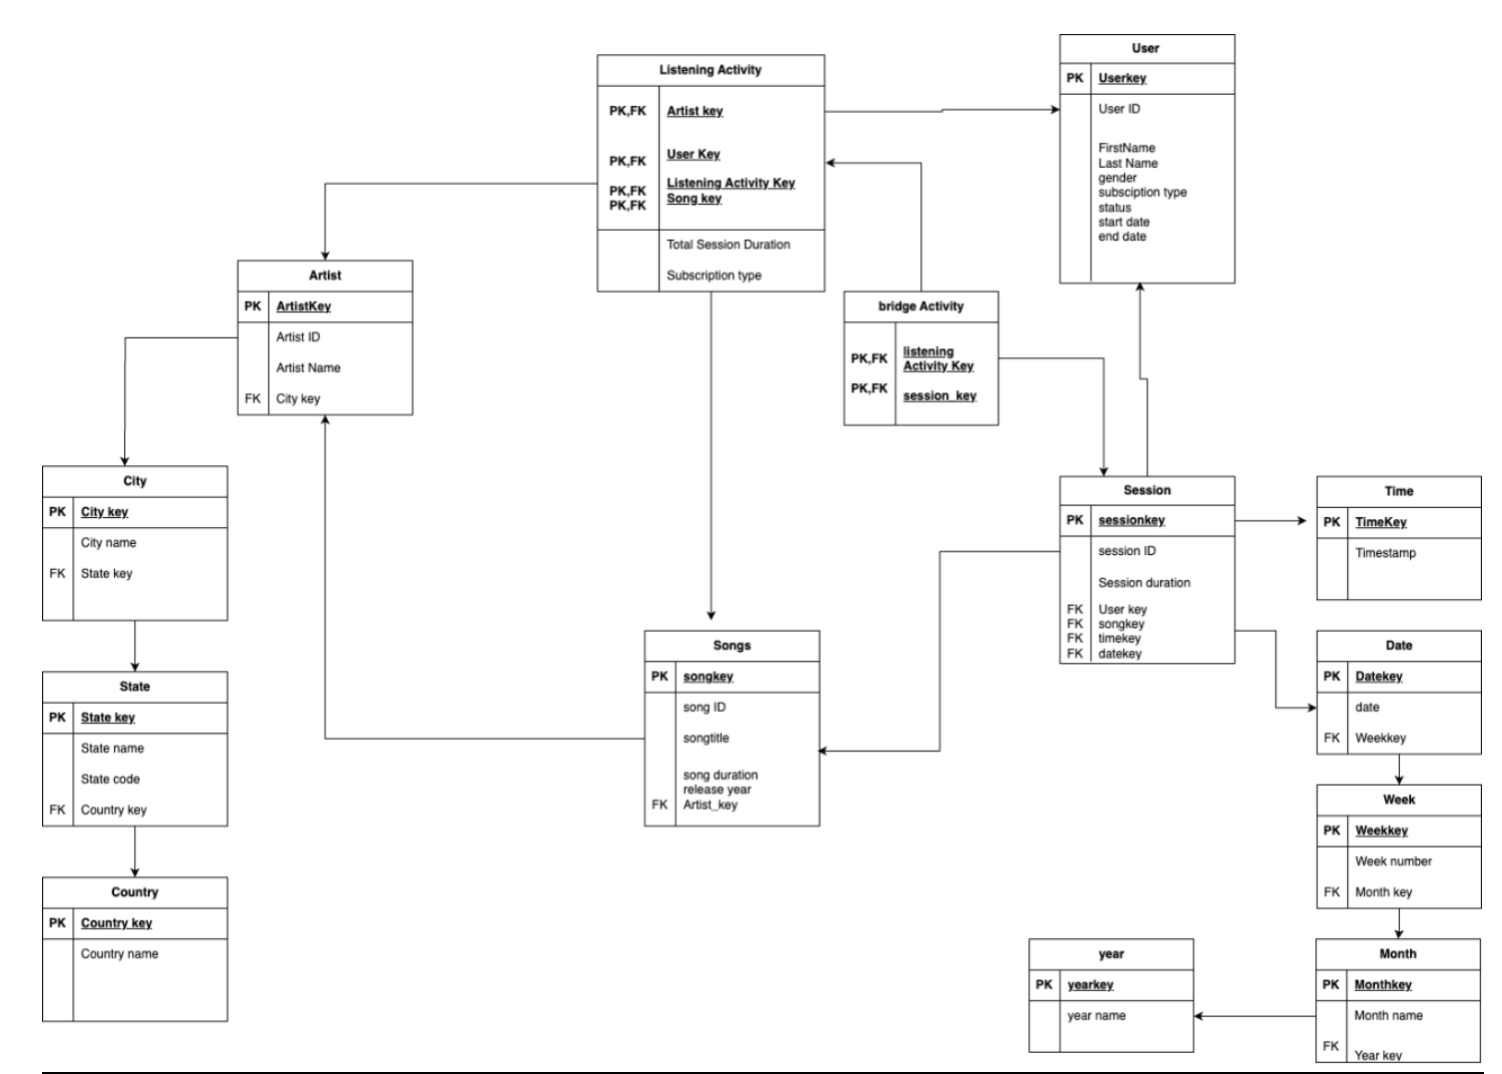 Listening Activity
PK,FK Artist key
PK,FK User Key
PK,FK Listening Activity Key
PK,FK Song key
Total Session Duration
Subscription type
User
PK Userkey
User ID
FirstName
Last Name
gender
subsciption type
status
start date
end date
Artist
PK ArtistKey
Artist ID
Artist Name
FK City key
bridge Activity
PK,FK listening
Activity Key
PK,FK session_key
City
PK City key
City name
FK State key
Session
PK sessionkey
session ID
Session duration
FK User key
FK songkey
FK timekey
FK datekey
Time
PK TimeKey
Timestamp
Songs
PK songkey
song ID
songtitle
song duration
release year
FK Artist_key
Date
PK Datekey
date
FK Weekkey
State
PK State key
State name
State code
FK Country key
Week
PK Weekkey
Week number
FK Month key
Country
PK Country key
Country name
year
PK yearkey
year name
Month
PK Monthkey
Month name
FK Year key